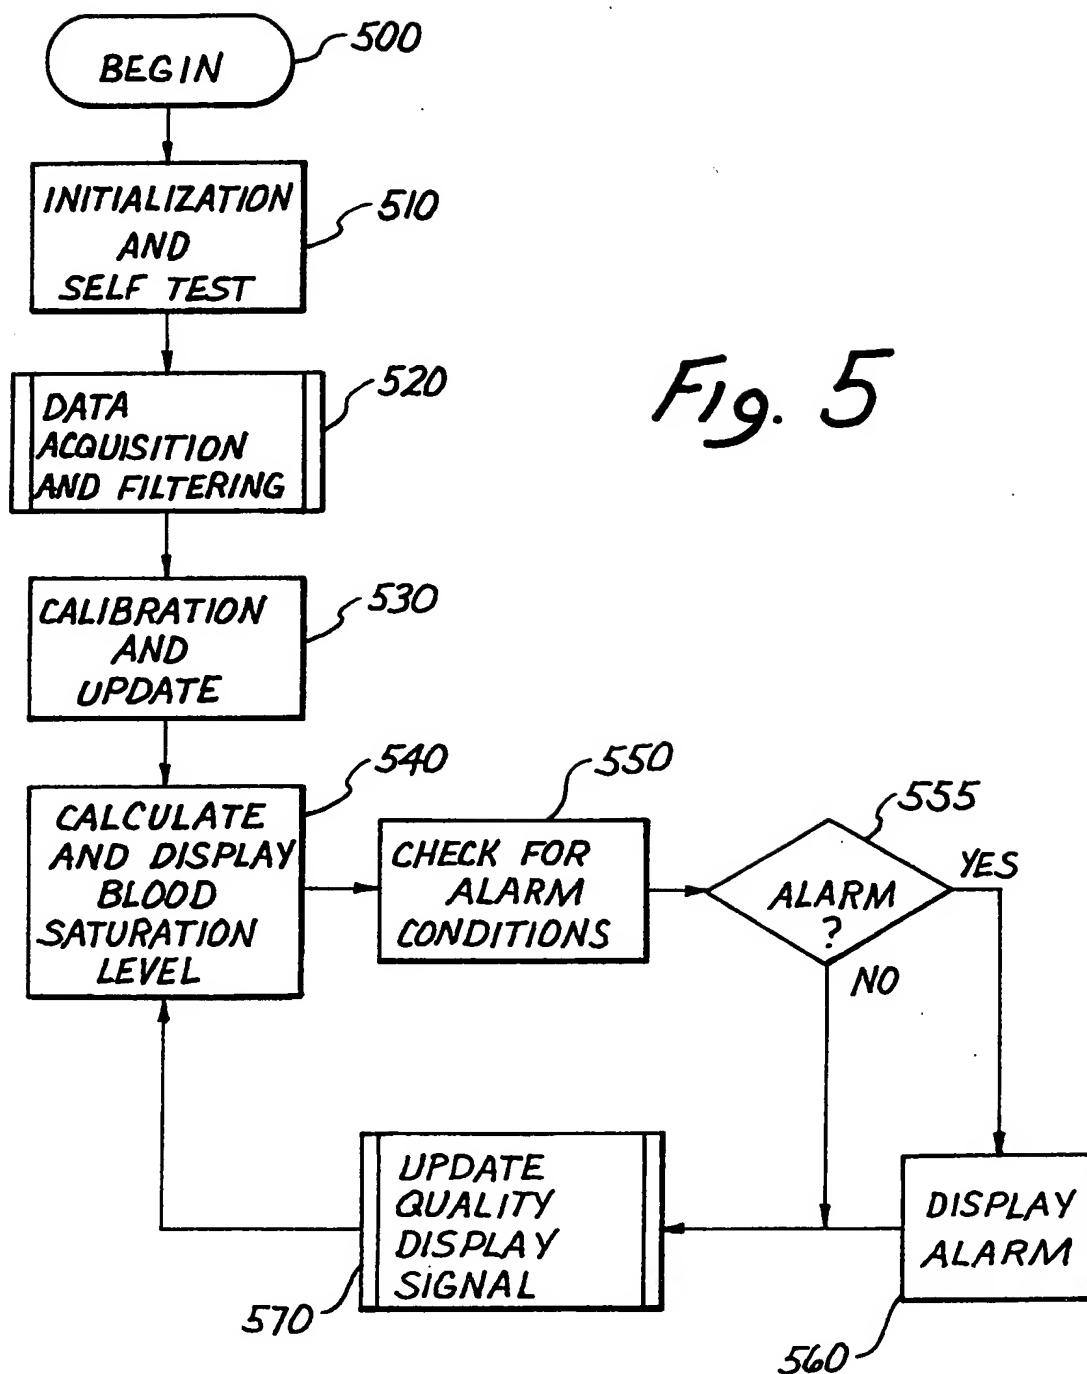 BEGIN
500
INITIALIZATION
AND
SELF TEST
510
DATA
ACQUISITION
AND FILTERING
520
Fig. 5
CALIBRATION
AND
UPDATE
530
CALCULATE
AND DISPLAY
BLOOD
SATURATION
LEVEL
540
CHECK FOR
ALARM
CONDITIONS
550
ALARM
?
555
YES
NO
UPDATE
QUALITY
DISPLAY
SIGNAL
570
DISPLAY
ALARM
560